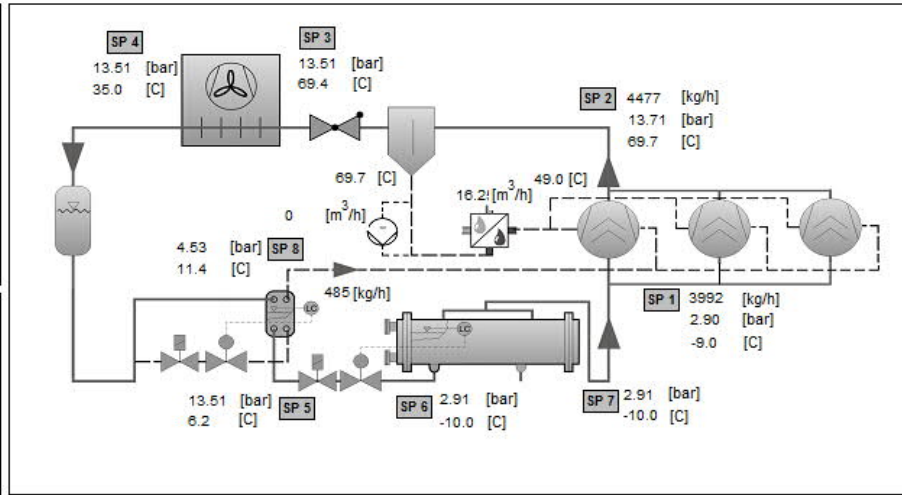 SP 4
13.51 [bar]
35.0 [C]
SP 3
13.51 [bar]
69.4 [C]
SP 2 4477 [kg/h]
13.71 [bar]
69.7 [C]
69.7 [C]
0 [m3/h]
16.25 [m3/h]
49.0 [C]
4.53 [bar] SP 8
11.4 [C]
485 [kg/h]
LC
LC
SP 1 3992 [kg/h]
2.90 [bar]
-9.0 [C]
13.51 [bar] SP 5
6.2 [C]
SP 6 2.91 [bar]
-10.0 [C]
SP 7 2.91 [bar]
-10.0 [C]